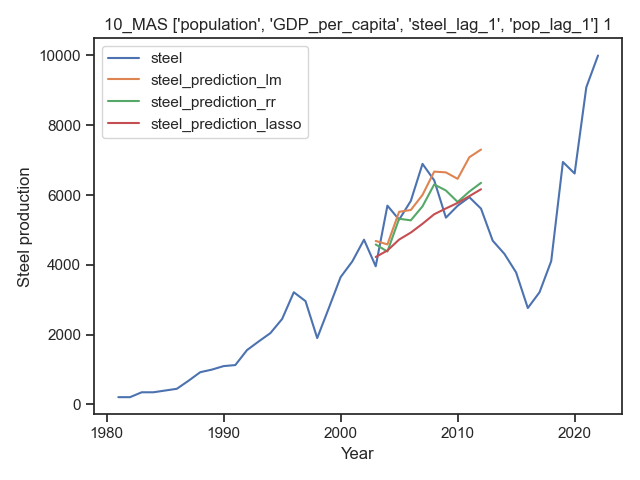 10_MAS ['population', 'GDP_per_capita', 'steel_lag_1', 'pop_lag_1'] 1
steel
steel_prediction_lm
steel_prediction_rr
steel_prediction_lasso
Steel production
10000
8000
6000
4000
2000
0
1980
1990
2000
2010
2020
Year